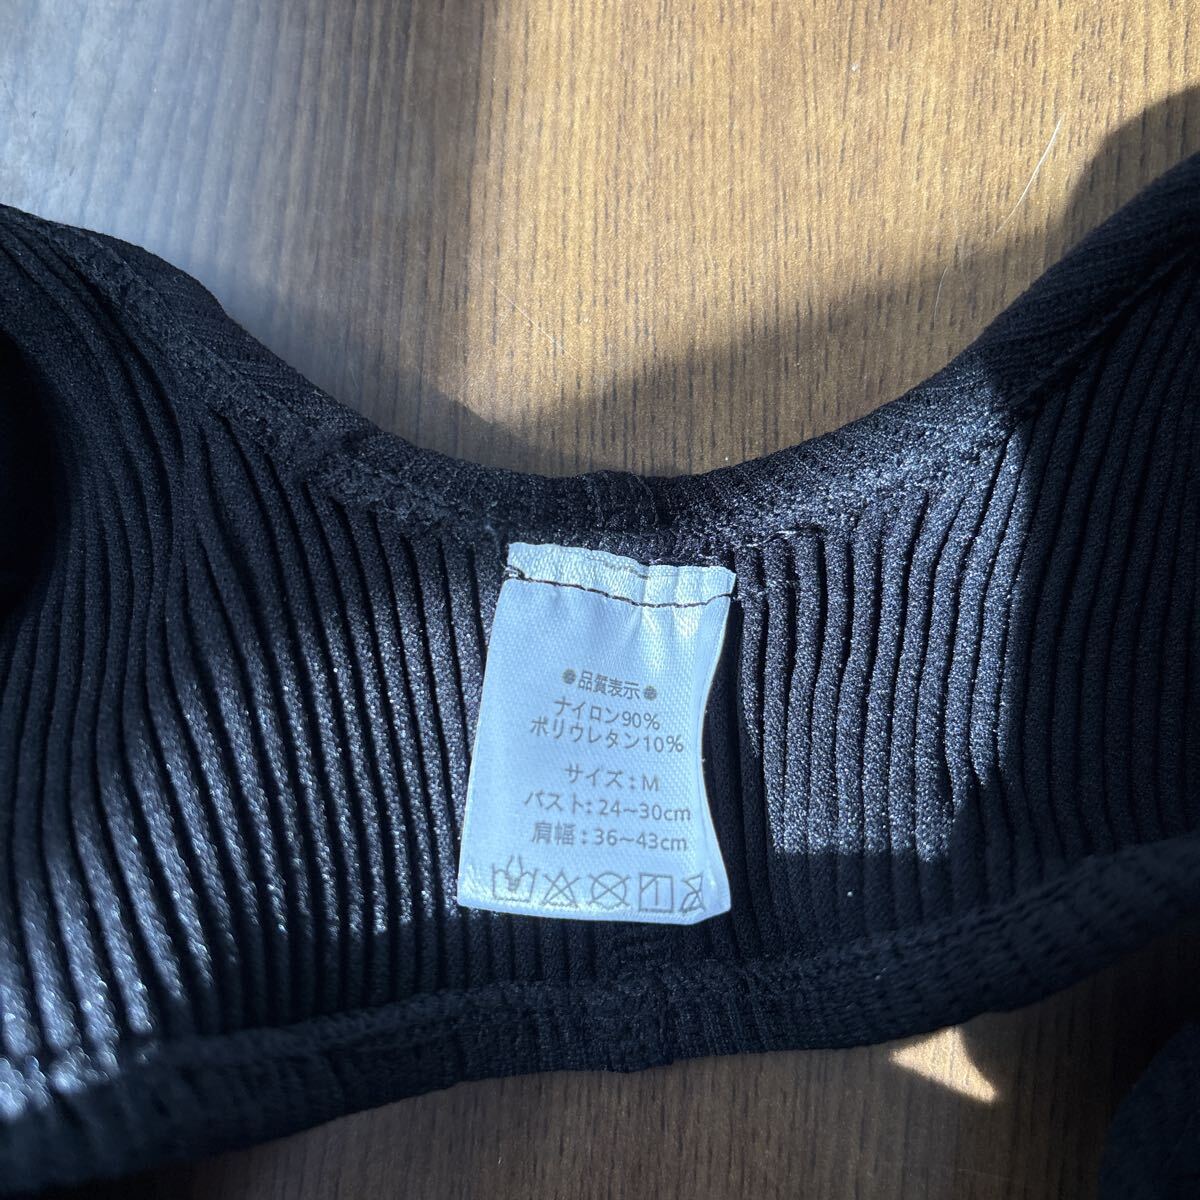 ●品質表示●
ナイロン90%
ポリウレタン10%
サイズ:M
バスト:24~30cm
肩幅:36~43cm